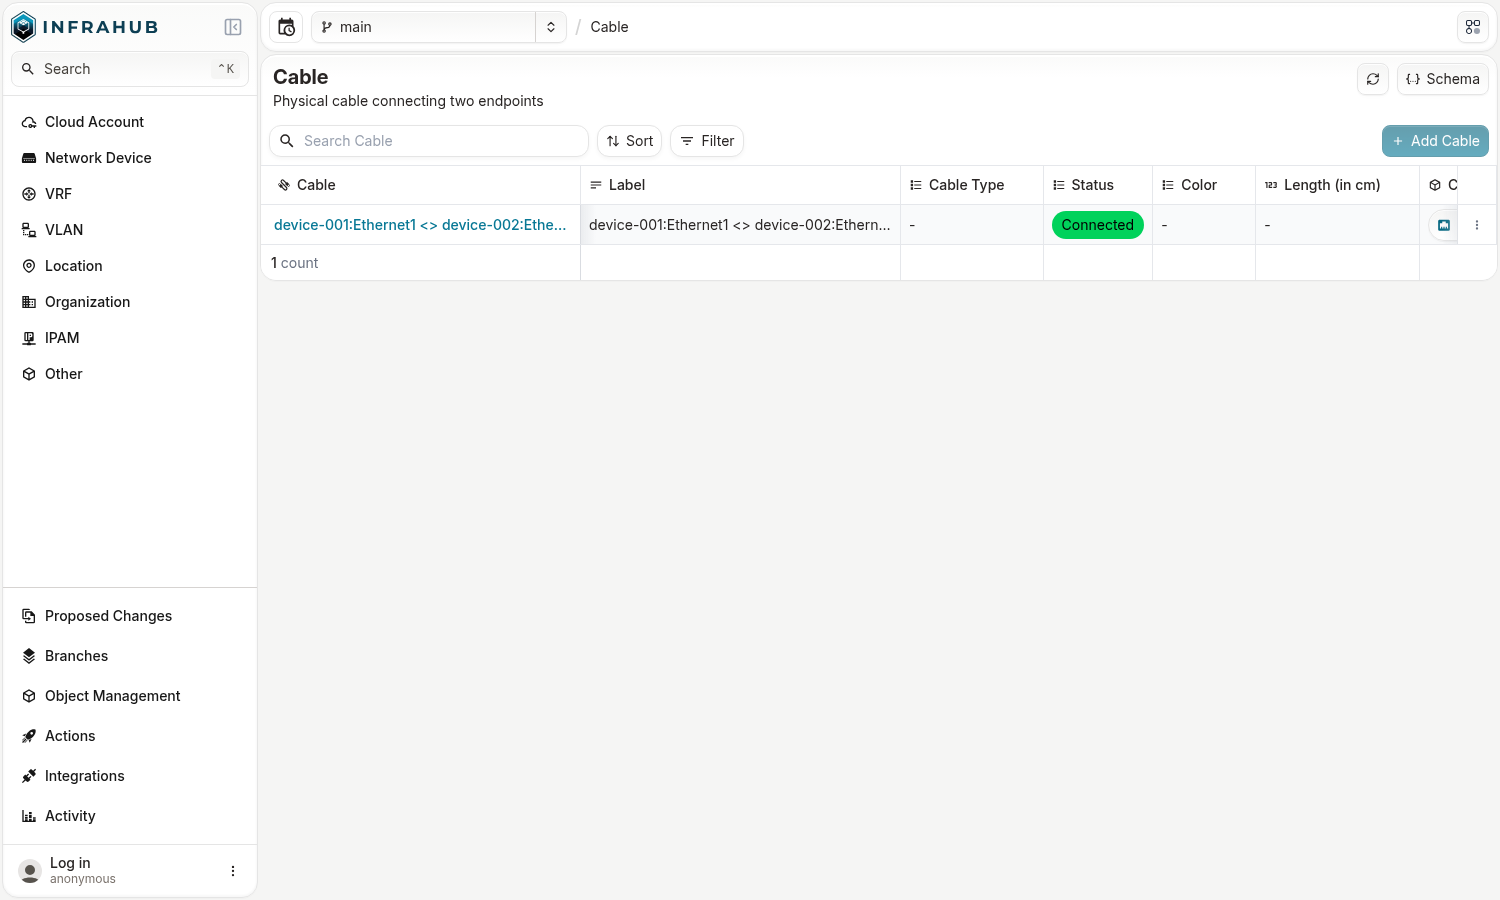 INFRAHUB
Search
^K
Cloud Account
Network Device
VRF
VLAN
Location
Organization
IPAM
Other
Proposed Changes
Branches
Object Management
Actions
Integrations
Activity
Log in
anonymous
main
/
Cable
Cable
Physical cable connecting two endpoints
{..} Schema
Search Cable
Sort
Filter
+ Add Cable
Cable
Label
Cable Type
Status
Color
123 Length (in cm)
C
device-001:Ethernet1 <> device-002:Ethe...
device-001:Ethernet1 <> device-002:Ethern...
-
Connected
-
-
1 count